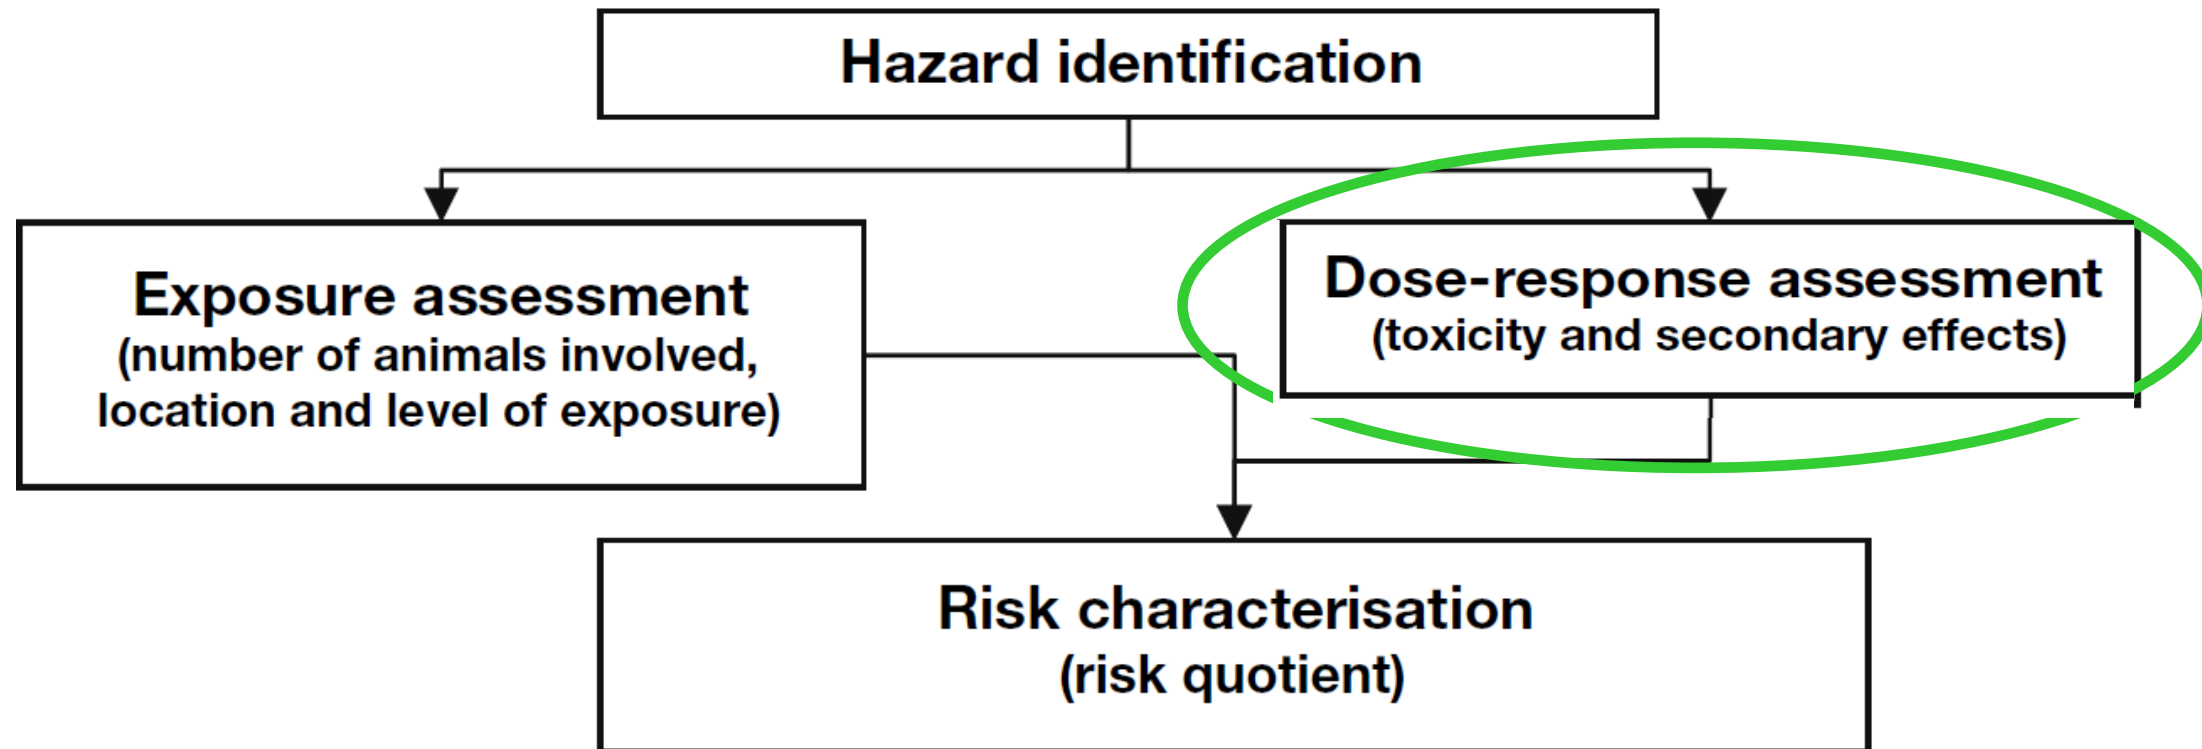 Hazard identification
Exposure assessment
(number of animals involved,
location and level of exposure)
Dose-response assessment
(toxicity and secondary effects)
Risk characterisation
(risk quotient)